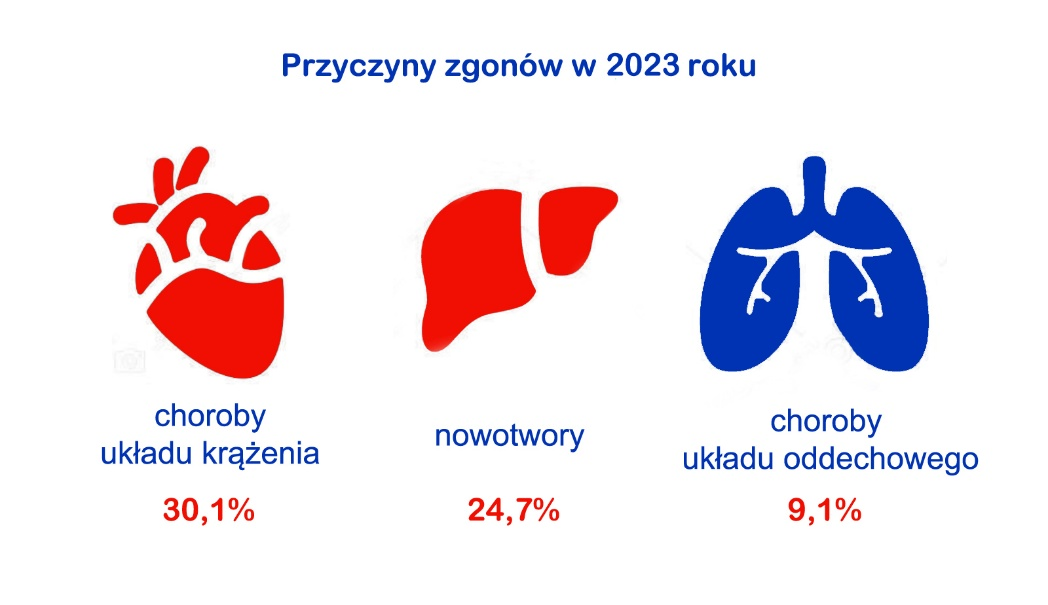 Przyczyny zgonów w 2023 roku
choroby
układu krążenia
30,1%
nowotwory
24,7%
choroby
układu oddechowego
9,1%